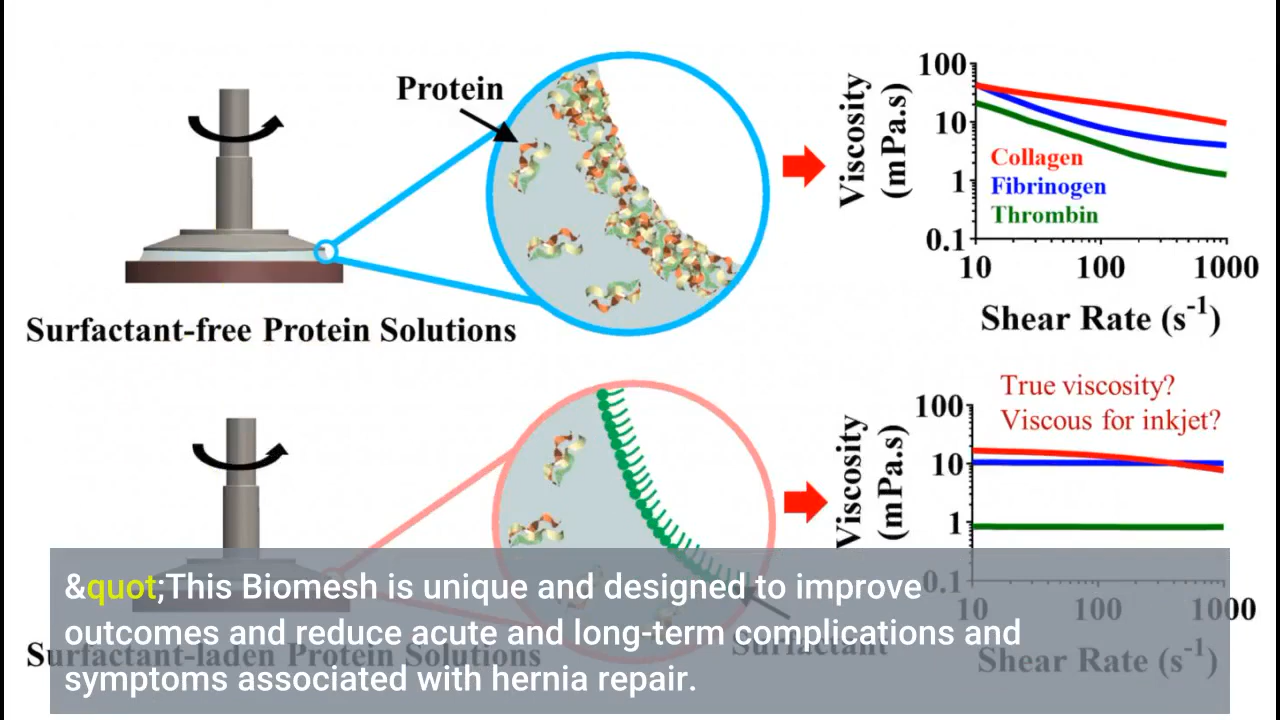 Protein
Surfactant-free Protein Solutions
Viscosity
(mPa.s)
100
10
1
0.1
Collagen
Fibrinogen
Thrombin
10 100 1000
Shear Rate (s-1)
True viscosity?
Viscous for inkjet?
Viscosity
(mPa.s)
100
10
1
0.1
10 100 1000
Shear Rate (s-1)
Surfactant
Surfactant-laden Protein Solutions
&quot;This Biomesh is unique and designed to improve
outcomes and reduce acute and long-term complications and
symptoms associated with hernia repair.